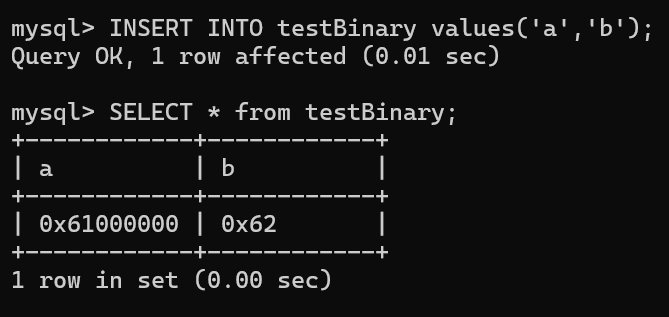 mysql> INSERT INTO testBinary values('a','b');
Query OK, 1 row affected (0.01 sec)
mysql> SELECT * from testBinary;
+------------+------------+
| a          | b          |
+------------+------------+
| 0x61000000 | 0x62       |
+------------+------------+
1 row in set (0.00 sec)